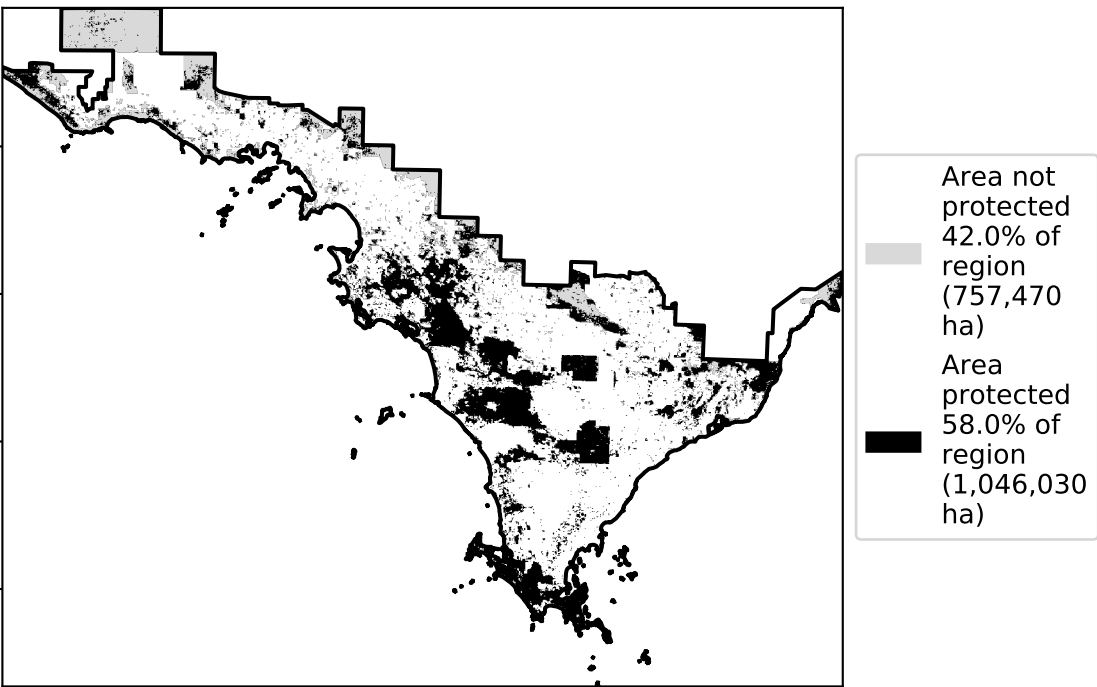 Area not
protected
42.0% of
region
(757,470
ha)
Area
protected
58.0% of
region
(1,046,030
ha)